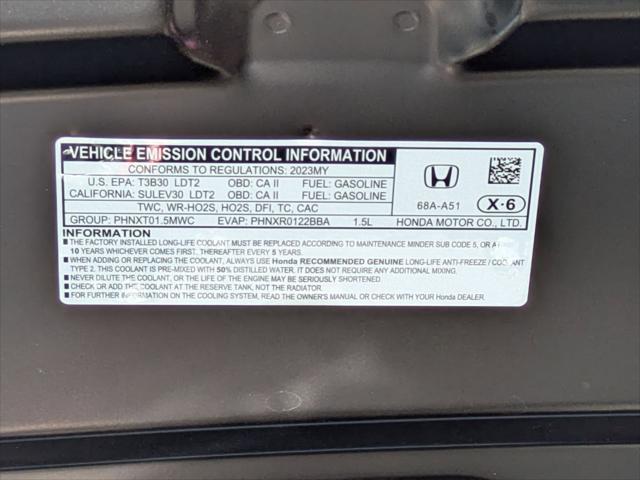 VEHICLE EMISSION CONTROL INFORMATION
CONFORMS TO REGULATIONS: 2023MY
U.S. EPA: T3B30 LDT2 OBD: CA II FUEL: GASOLINE
CALIFORNIA: SULEV30 LDT2 OBD: CA II FUEL: GASOLINE
TWC, WR-HO2S, HO2S, DFI, TC, CAC
68A-A51 X-6
GROUP: PHNXT01.5MWC EVAP: PHNXR0122BBA 1.5L HONDA MOTOR CO., LTD.
INFORMATION
■ THE FACTORY INSTALLED LONG-LIFE COOLANT MUST BE REPLACED ACCORDING TO MAINTENANCE MINDER SUB CODE 5, OR AT
10 YEARS WHICHEVER COMES FIRST, THEREAFTER EVERY 5 YEARS.
■ WHEN ADDING OR REPLACING THE COOLANT, ALWAYS USE Honda RECOMMENDED GENUINE LONG-LIFE ANTI-FREEZE / COOLANT
TYPE 2. THIS COOLANT IS PRE-MIXED WITH 50% DISTILLED WATER. IT DOES NOT REQUIRE ANY ADDITIONAL MIXING.
■ NEVER DILUTE THE COOLANT, OR THE LIFE OF THE ENGINE MAY BE SERIOUSLY SHORTENED.
■ CHECK OR ADD THE COOLANT AT THE RESERVE TANK, NOT THE RADIATOR.
■ FOR FURTHER INFORMATION ON THE COOLING SYSTEM, READ THE OWNER'S MANUAL OR CHECK WITH YOUR Honda DEALER.